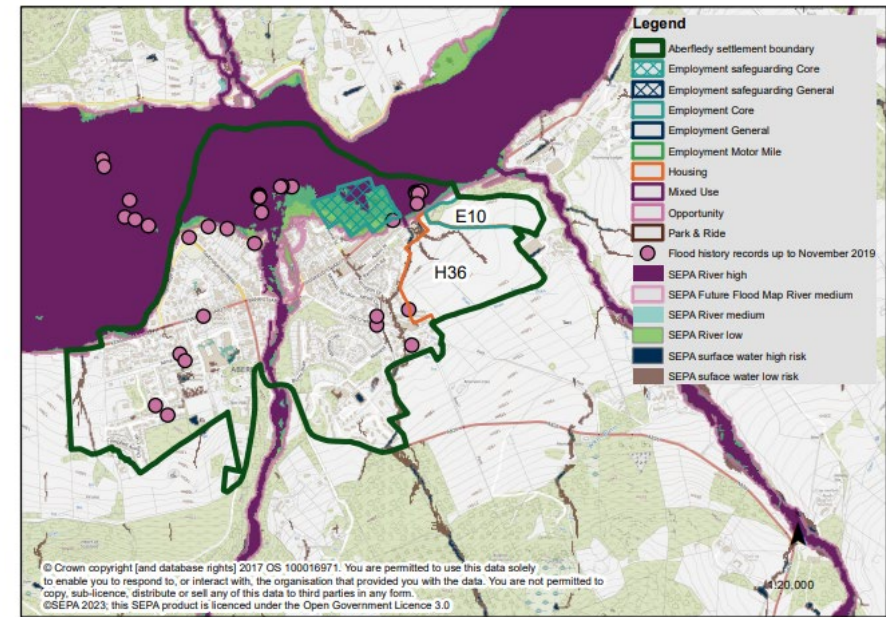 Legend
Aberfledy settlement boundary
Employment safeguarding Core
Employment safeguarding General
Employment Core
Employment General
Employment Motor Mile
Housing
Mixed Use
Opportunity
Park & Ride
Flood history records up to November 2019
SEPA River high
SEPA Future Flood Map River medium
SEPA River medium
SEPA River low
SEPA surface water high risk
SEPA suface water low risk
E10
H36
© Crown copyright [and database rights] 2017 OS 100016971. You are permitted to use this data solely
to enable you to respond to, or interact with, the organisation that provided you with the data. You are not permitted to
copy, sub-licence, distribute or sell any of this data to third parties in any form.
©SEPA 2023; this SEPA product is licenced under the Open Government Licence 3.0
1:20,000